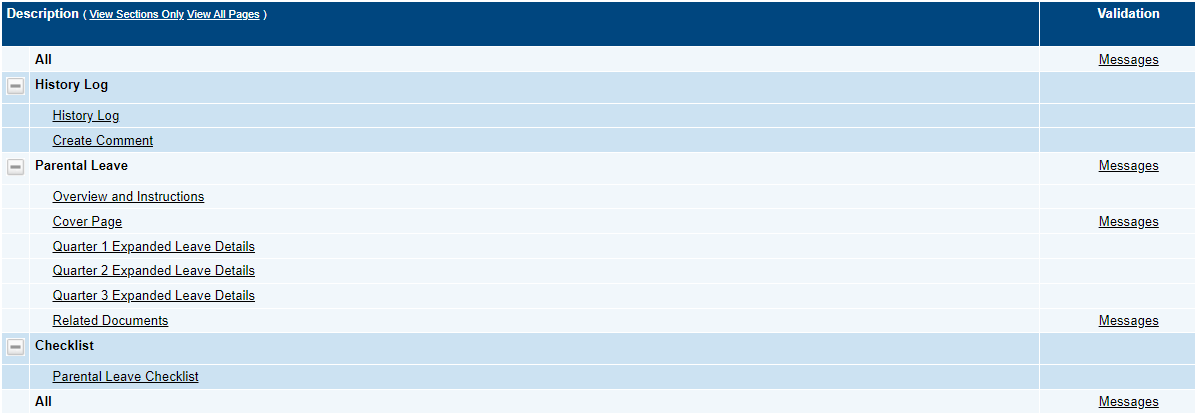 Description ( View Sections Only View All Pages ) Validation
All Messages
History Log
History Log
Create Comment
Parental Leave Messages
Overview and Instructions
Cover Page Messages
Quarter 1 Expanded Leave Details
Quarter 2 Expanded Leave Details
Quarter 3 Expanded Leave Details
Related Documents Messages
Checklist
Parental Leave Checklist
All Messages